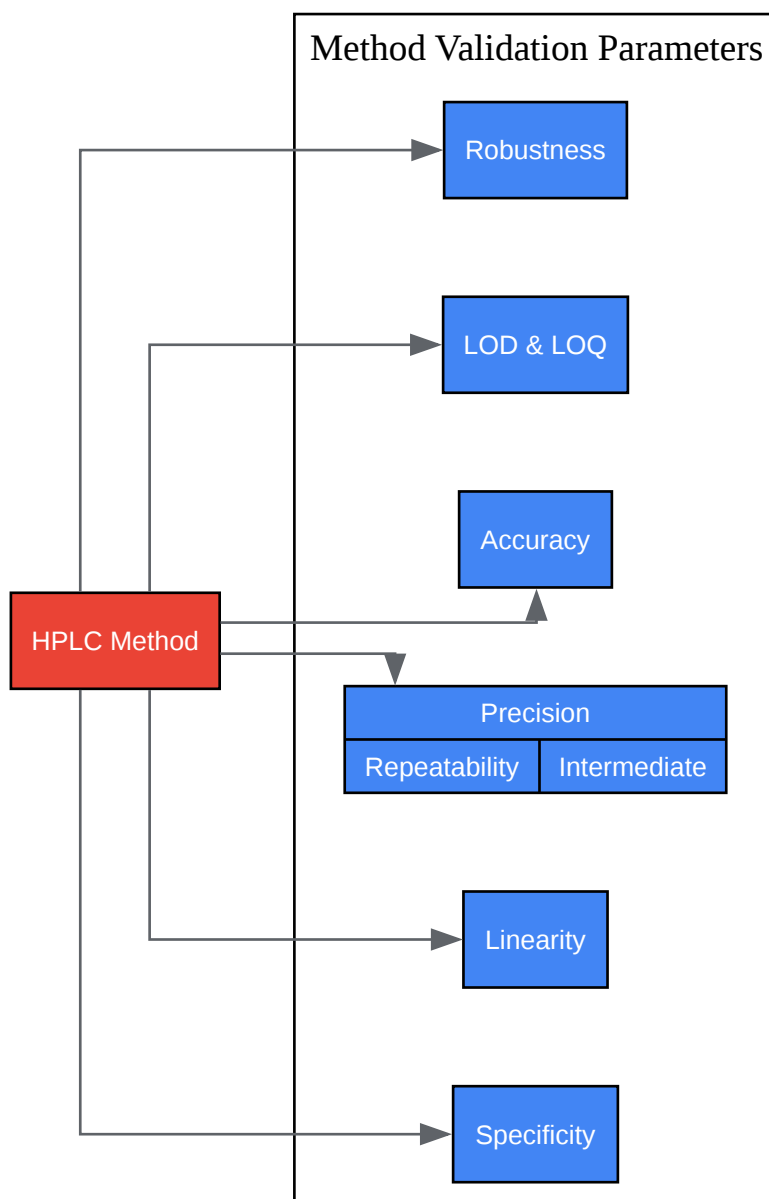 Method Validation Parameters
Robustness
LOD & LOQ
Accuracy
HPLC Method
Precision
Repeatability
Intermediate
Linearity
Specificity